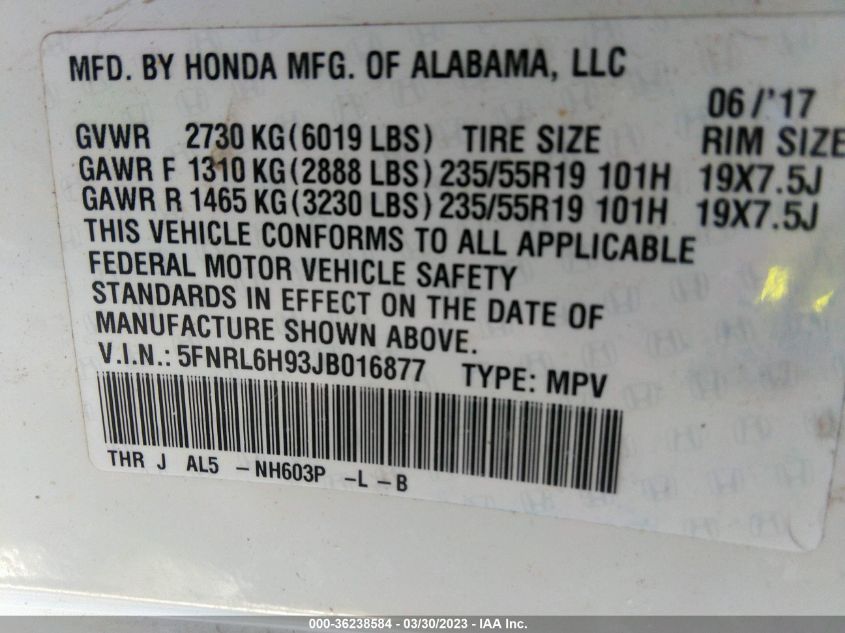 MFD. BY HONDA MFG. OF ALABAMA, LLC
06/'17
GVWR 2730 KG(6019 LBS) TIRE SIZE RIM SIZE
GAWR F 1310 KG(2888 LBS) 235/55R19 101H 19X7.5J
GAWR R 1465 KG(3230 LBS) 235/55R19 101H 19X7.5J
THIS VEHICLE CONFORMS TO ALL APPLICABLE
FEDERAL MOTOR VEHICLE SAFETY
STANDARDS IN EFFECT ON THE DATE OF
MANUFACTURE SHOWN ABOVE.
V.I.N.: 5FNRL6H93JB016877 TYPE: MPV
THR J AL5 -NH603P -L-B
000-36238584 - 03/30/2023 - IAA Inc.